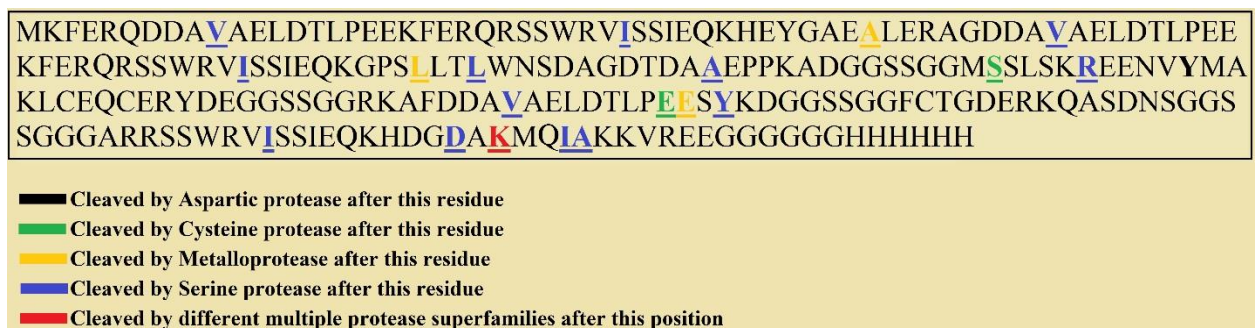 MKFERQDDAVAELDTLPEEKFERQRSSWRVISSIEQKHEYGAEALERAGDDAVAELDTLPEE
KFERQRSSWRVISSIEQKGPSLLTLWNSDAGDTDAAEPPKADGGSSGGMSSLSKREENVYMA
KLCEQCERYDEGGSSGGRKAFDDAVAELDTLPEESYKDGGSSGGFCTGDERKQASDNSGGS
SGGGARRSSWRVISSIEQKHDGDAKMQIAKKVREEGGGGGGHHHHHH
Cleaved by Aspartic protease after this residue
Cleaved by Cysteine protease after this residue
Cleaved by Metalloprotease after this residue
Cleaved by Serine protease after this residue
Cleaved by different multiple protease superfamilies after this position